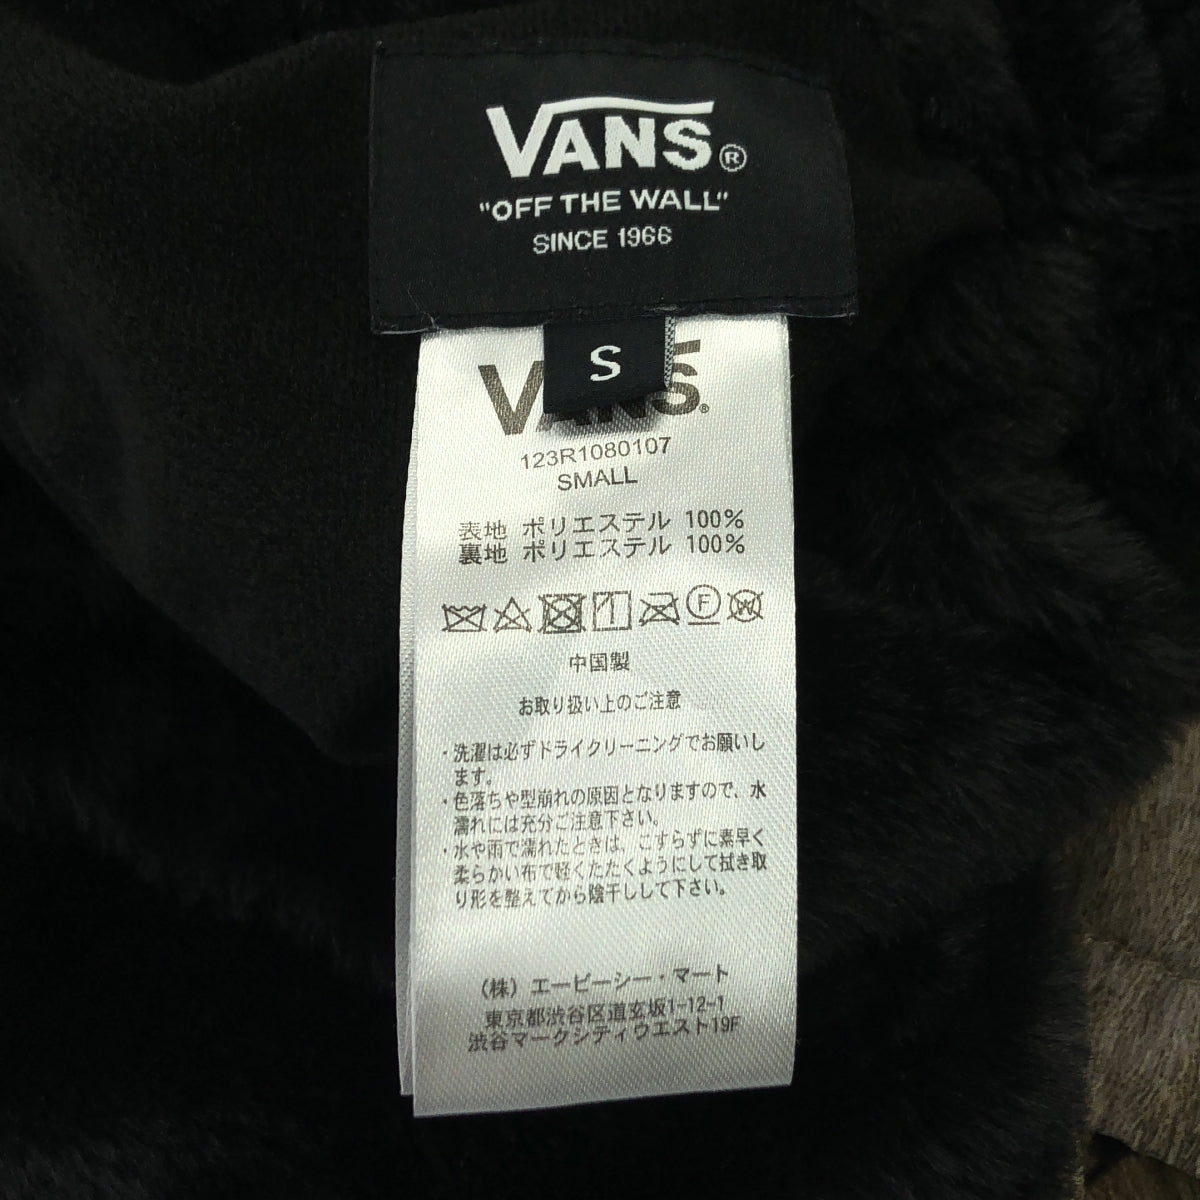 VANS®
"OFF THE WALL"
SINCE 1966
S
VANS®
123R1080107
SMALL
表地 ポリエステル 100%
裏地 ポリエステル 100%
F W
中国製
お取り扱い上のご注意
・洗濯は必ずドライクリーニングでお願いし
ます。
・色落ちや型崩れの原因となりますので、水
濡れには充分ご注意下さい。
・水や雨で濡れたときは、こすらずに素早く
柔らかい布で軽くたたくようにして拭き取
り形を整えてから陰干しして下さい。
(株) エービーシー・マート
東京都渋谷区道玄坂1-12-1
渋谷マークシティウエスト19F